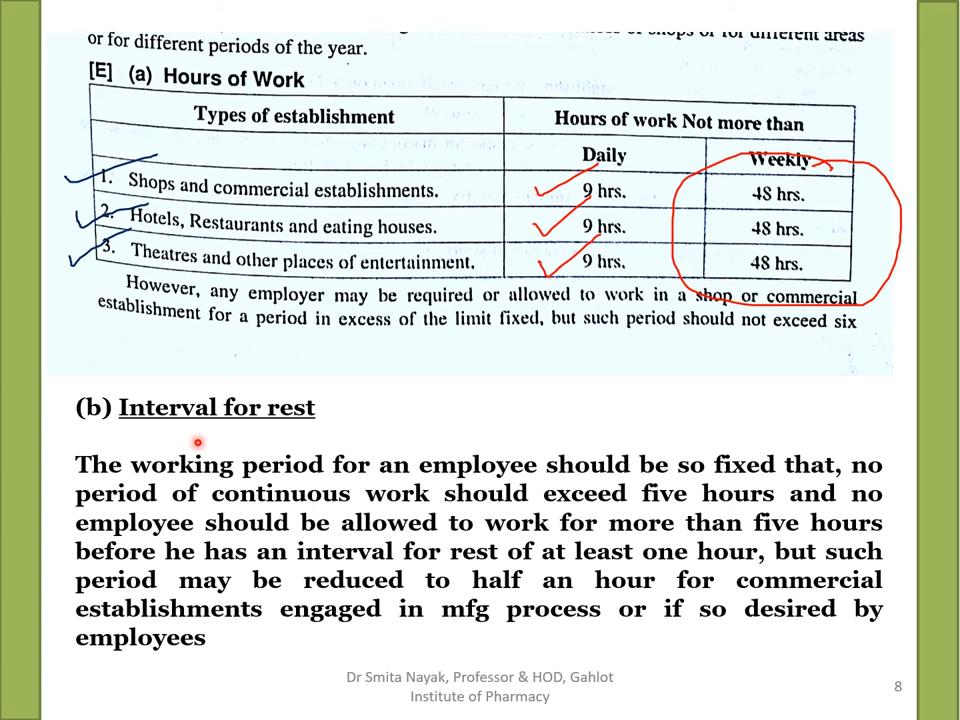 or for different periods of the year.
[E] (a) Hours of Work
Types of establishment Hours of work Not more than
Daily Weekly
1. Shops and commercial establishments. 9 hrs. 48 hrs.
2. Hotels, Restaurants and eating houses. 9 hrs. 48 hrs.
3. Theatres and other places of entertainment. 9 hrs. 48 hrs.
However, any employer may be required or allowed to work in a shop or commercial
establishment for a period in excess of the limit fixed, but such period should not exceed six
(b) Interval for rest
The working period for an employee should be so fixed that, no
period of continuous work should exceed five hours and no
employee should be allowed to work for more than five hours
before he has an interval for rest of at least one hour, but such
period may be reduced to half an hour for commercial
establishments engaged in mfg process or if so desired by
employees
Dr Smita Nayak, Professor & HOD, Gahlot
Institute of Pharmacy
8